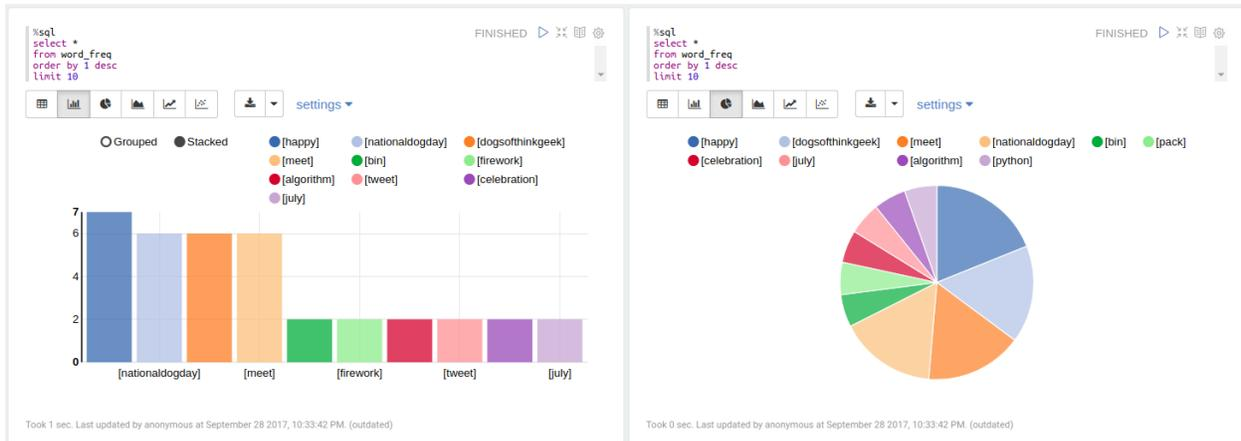 %sql
select *
from word_freq
order by 1 desc
limit 10
FINISHED
settings
Grouped Stacked
[happy] [nationaldogday] [dogsofthinkgeek]
[meet] [bin] [firework]
[algorithm] [tweet] [celebration]
[july]
7
6
4
2
0
[nationaldogday] [meet] [firework] [tweet] [july]
Took 1 sec. Last updated by anonymous at September 28 2017, 10:33:42 PM. (outdated)
%sql
select *
from word_freq
order by 1 desc
limit 10
FINISHED
settings
[happy] [dogsofthinkgeek] [meet] [nationaldogday] [bin] [pack]
[celebration] [july] [algorithm] [python]
Took 0 sec. Last updated by anonymous at September 28 2017, 10:33:42 PM. (outdated)